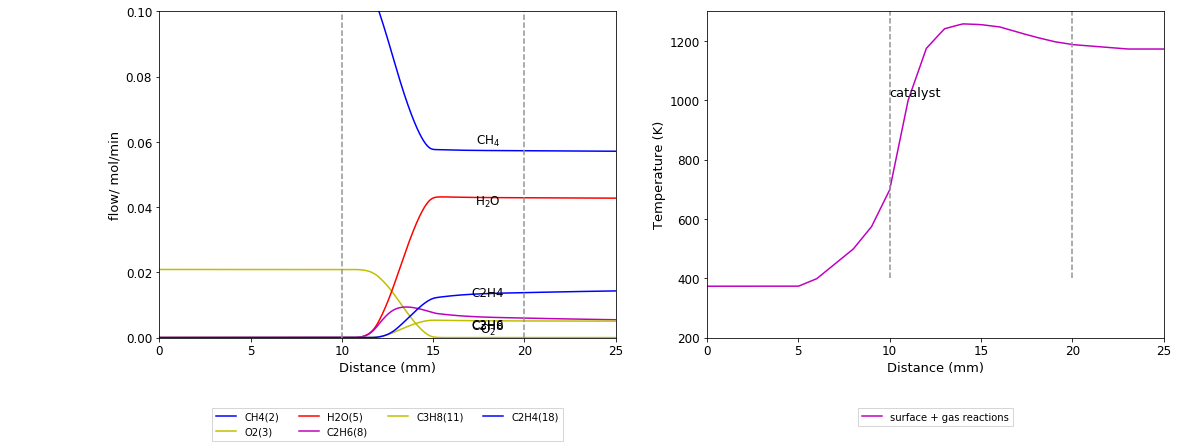 0.10
0.08
0.06
0.04
0.02
0.00
flow/ mol/min
CH₄
H₂O
C2H4
C2H6
O₂
0 5 10 15 20 25
Distance (mm)
CH4(2) H2O(5) C3H8(11) C2H4(18)
O2(3) C2H6(8)
1200
1000
800
600
400
200
Temperature (K)
catalyst
0 5 10 15 20 25
Distance (mm)
surface + gas reactions